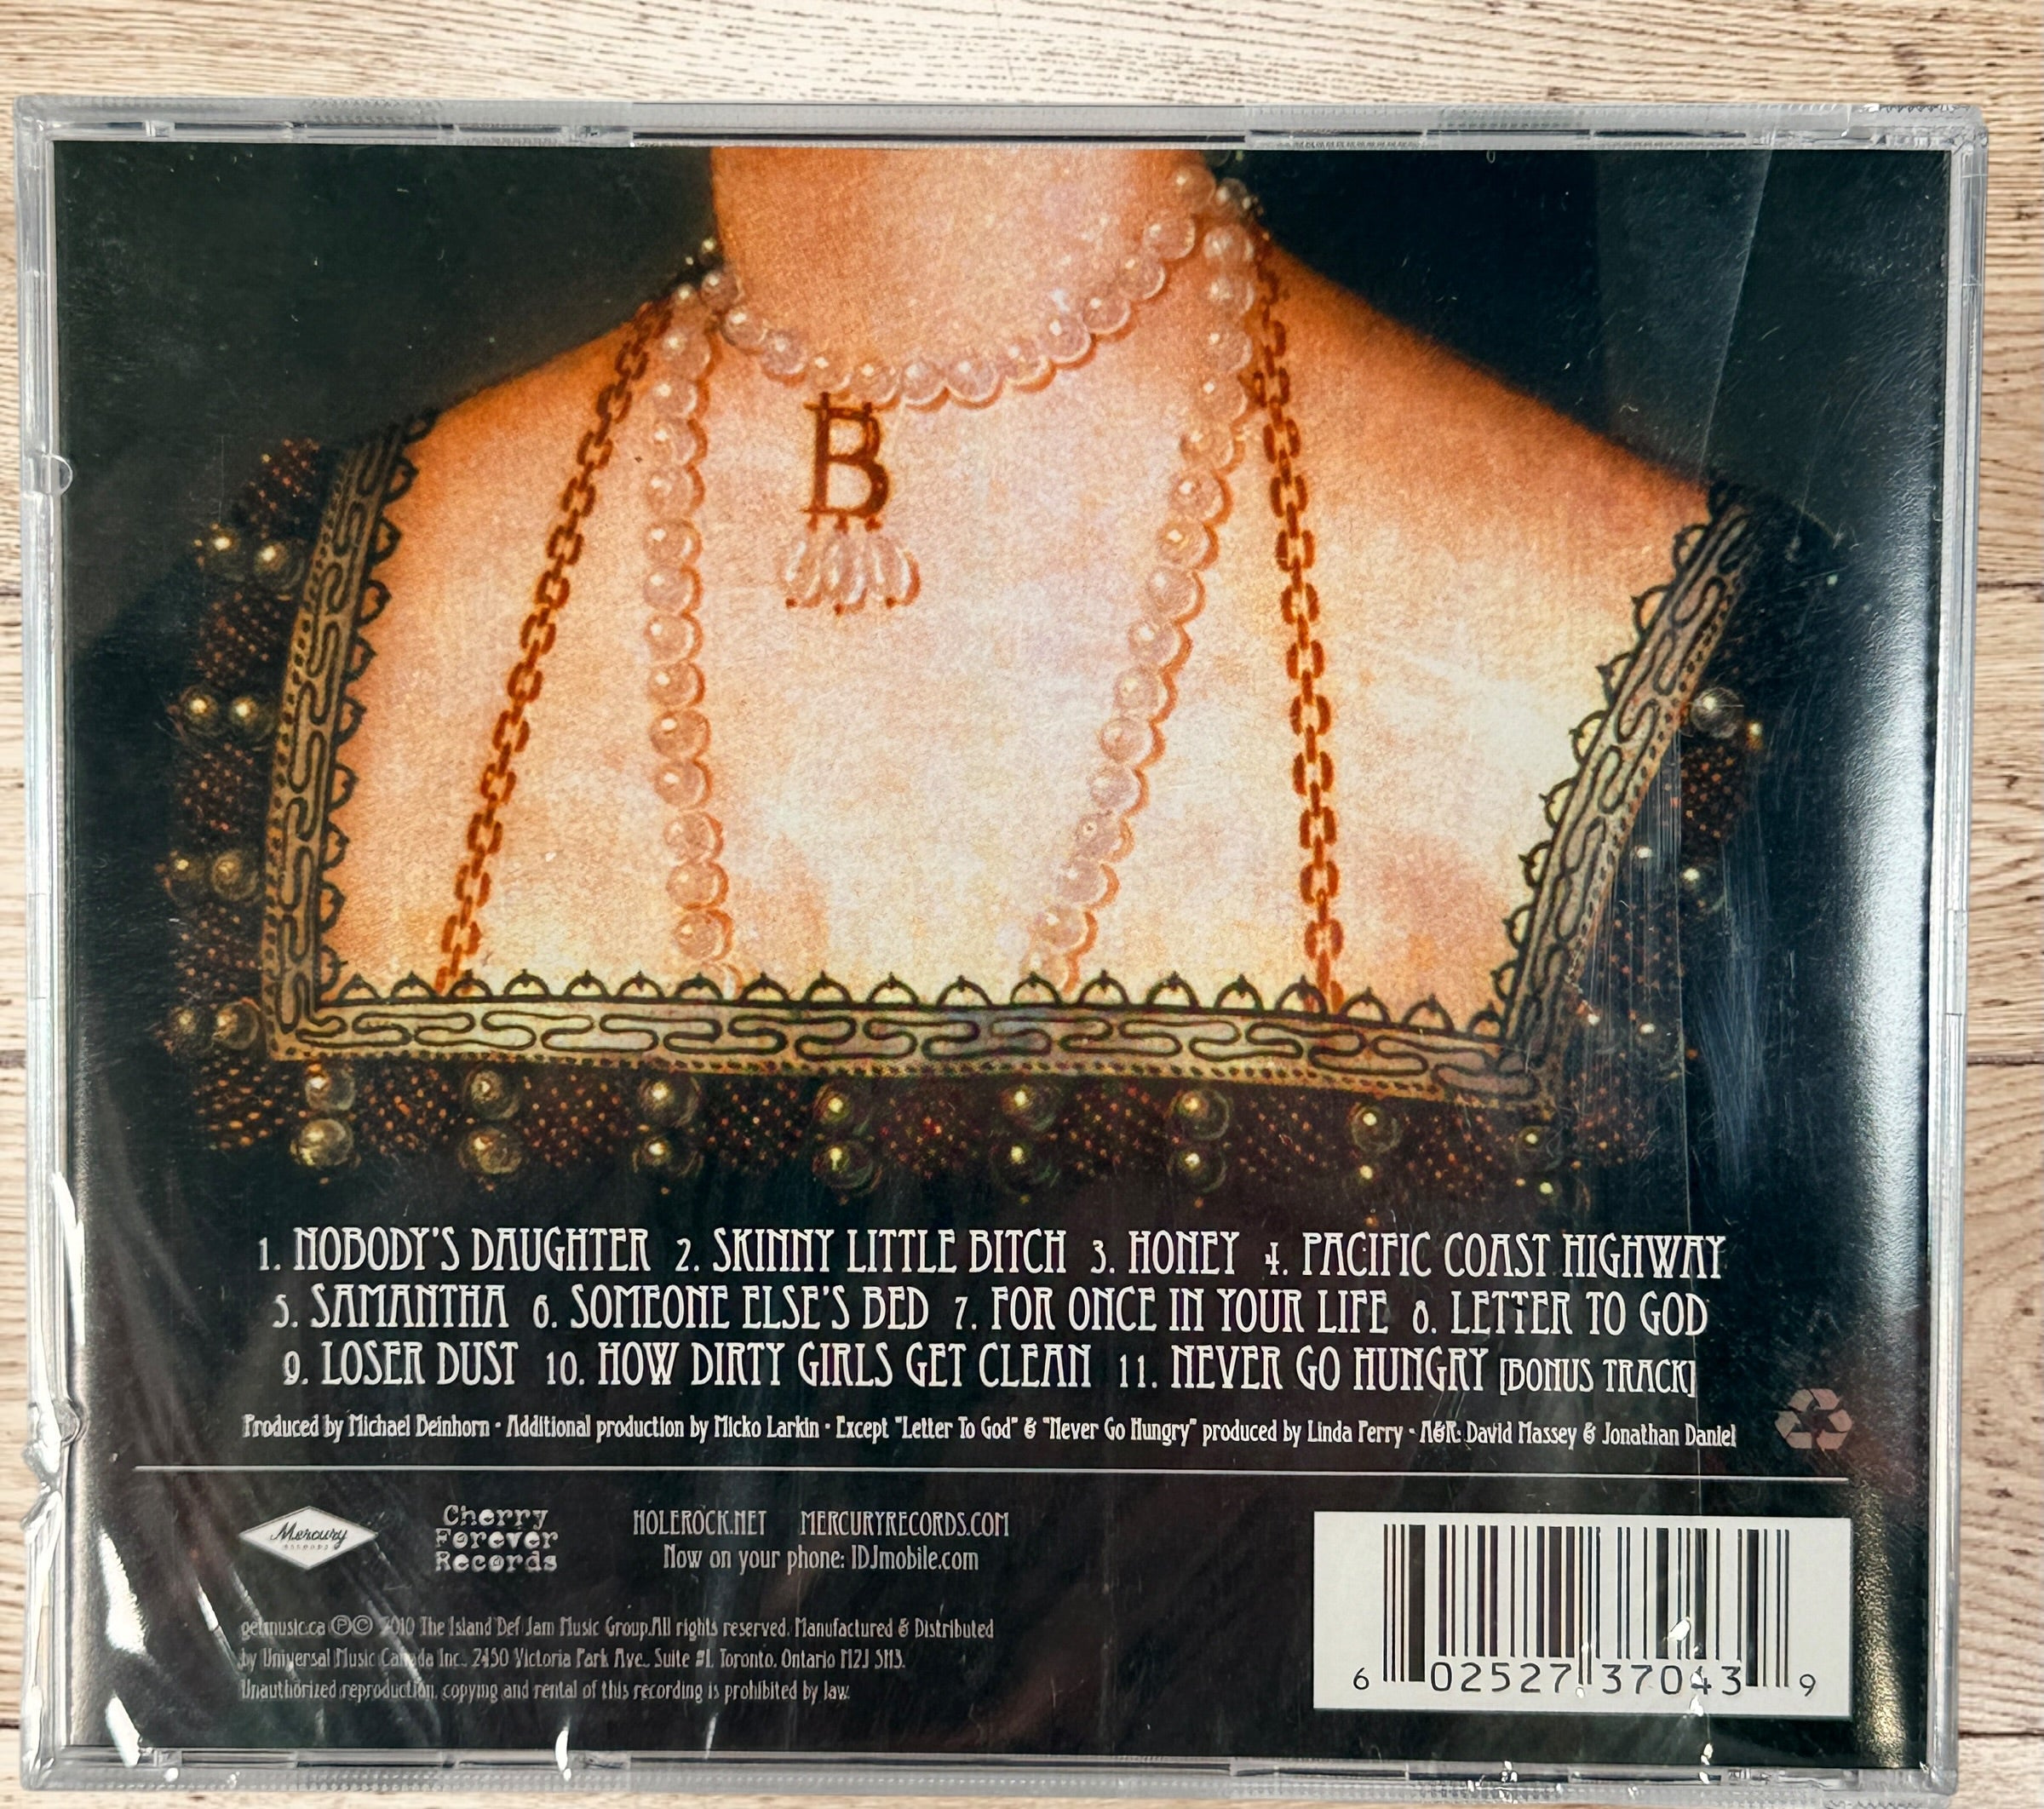 B
1. NOBODY'S DAUGHTER 2. SKINNY LITTLE BITCH 3. HONEY 4. PACIFIC COAST HIGHWAY
5. SAMANTHA 6. SOMEONE ELSE'S BED 7. FOR ONCE IN YOUR LIFE 8. LETTER TO GOD
9. LOSER DUST 10. HOW DIRTY GIRLS GET CLEAN 11. NEVER GO HUNGRY [BONUS TRACK]
Produced by Michael Beinhorn · Additional production by Micko Larkin · Except "Letter To God" & "Never Go Hungry" produced by Linda Perry · A&R: David Massey & Jonathan Daniel
Mercury
RECORDS
Cherry
Forever
Records
HOLEROCK.NET MERCURYRECORDS.COM
Now on your phone: IDJmobile.com
getmusic.ca ℗© 2010 The Island Def Jam Music Group.All rights reserved. Manufactured & Distributed
by Universal Music Canada Inc., 2450 Victoria Park Ave., Suite #1, Toronto, Ontario M2J 5H3.
Unauthorized reproduction, copying and rental of this recording is prohibited by law.
6 02527 37043 9